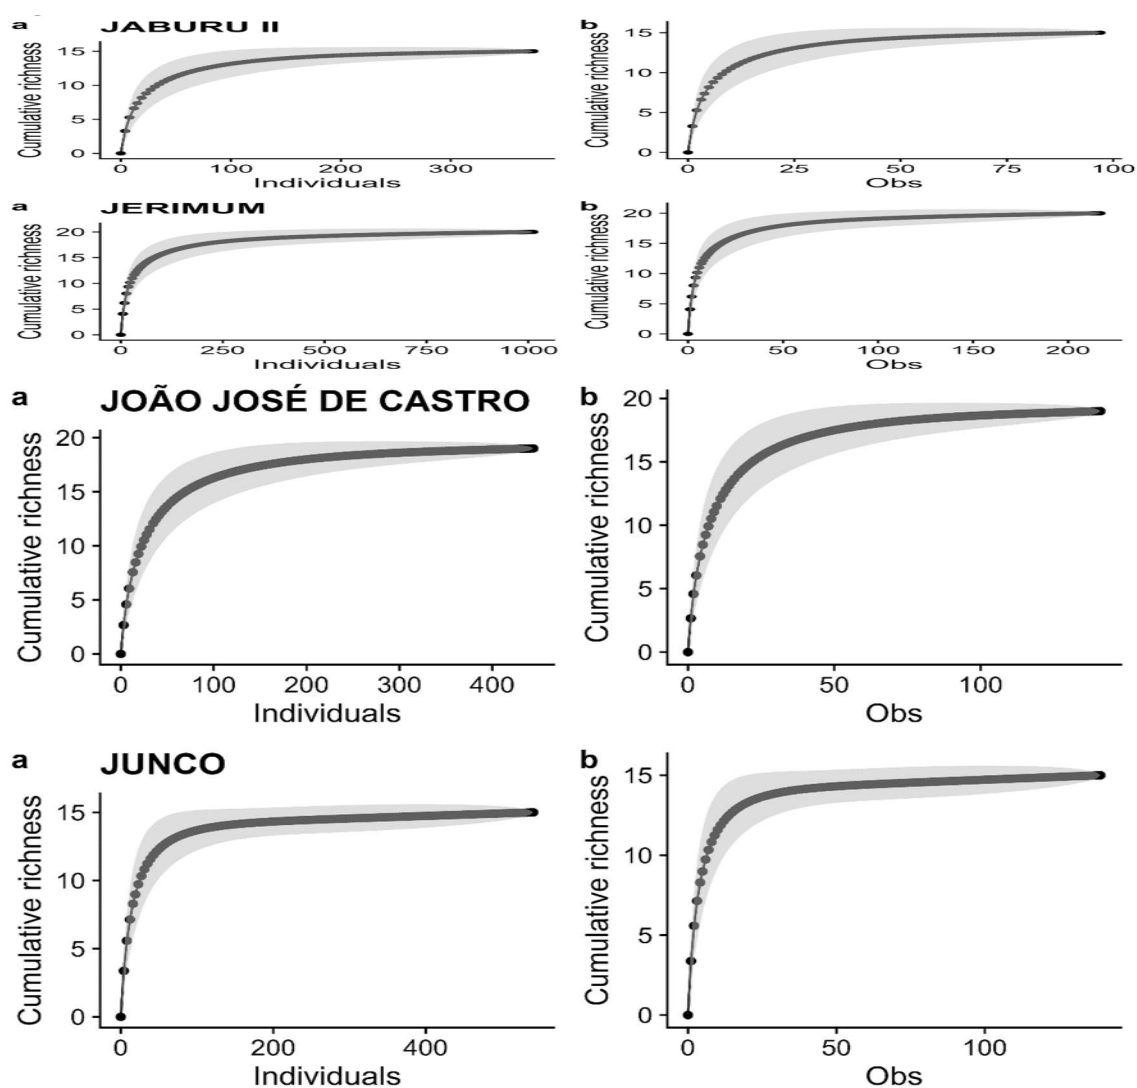 a JABURU II
Cumulative richness
15
10
5
0
0 100 200 300
Individuals
b
Cumulative richness
15
10
5
0
0 25 50 75 100
Obs
a JERIMUM
Cumulative richness
20
15
10
5
0
0 250 500 750 1000
Individuals
b
Cumulative richness
20
15
10
5
0
0 50 100 150 200
Obs
a JOÃO JOSÉ DE CASTRO
Cumulative richness
20
15
10
5
0
0 100 200 300 400
Individuals
b
Cumulative richness
20
15
10
5
0
0 50 100
Obs
a JUNCO
Cumulative richness
15
10
5
0
0 200 400
Individuals
b
Cumulative richness
15
10
5
0
0 50 100
Obs